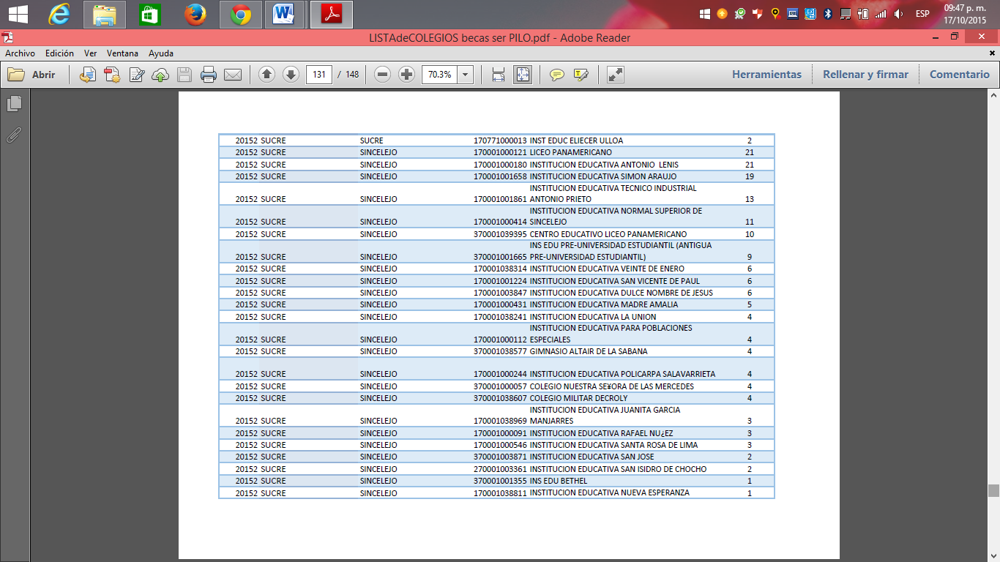 09:47 p. m.
ESP
17/10/2015
LISTAdeCOLEGIOS becas ser PILO.pdf - Adobe Reader
Archivo Edición Ver Ventana Ayuda
Abrir 131 / 148 70.3% Herramientas Rellenar y firmar Comentario
20152 SUCRE SUCRE 170771000013 INST EDUC ELIECER ULLOA 2
20152 SUCRE SINCELEJO 170001000121 LICEO PANAMERICANO 21
20152 SUCRE SINCELEJO 170001000180 INSTITUCION EDUCATIVA ANTONIO LENIS 21
20152 SUCRE SINCELEJO 170001001658 INSTITUCION EDUCATIVA SIMON ARAUJO 19
INSTITUCION EDUCATIVA TECNICO INDUSTRIAL
20152 SUCRE SINCELEJO 170001001861 ANTONIO PRIETO 13
INSTITUCION EDUCATIVA NORMAL SUPERIOR DE
20152 SUCRE SINCELEJO 170001000414 SINCELEJO 11
20152 SUCRE SINCELEJO 370001039395 CENTRO EDUCATIVO LICEO PANAMERICANO 10
INS EDU PRE-UNIVERSIDAD ESTUDIANTIL (ANTIGUA
20152 SUCRE SINCELEJO 370001001665 PRE-UNIVERSIDAD ESTUDIANTIL) 9
20152 SUCRE SINCELEJO 170001038314 INSTITUCION EDUCATIVA VEINTE DE ENERO 6
20152 SUCRE SINCELEJO 170001001224 INSTITUCION EDUCATIVA SAN VICENTE DE PAUL 6
20152 SUCRE SINCELEJO 170001003847 INSTITUCION EDUCATIVA DULCE NOMBRE DE JESUS 6
20152 SUCRE SINCELEJO 170001000431 INSTITUCION EDUCATIVA MADRE AMALIA 5
20152 SUCRE SINCELEJO 170001038241 INSTITUCION EDUCATIVA LA UNION 4
INSTITUCION EDUCATIVA PARA POBLACIONES
20152 SUCRE SINCELEJO 170001000112 ESPECIALES 4
20152 SUCRE SINCELEJO 370001038577 GIMNASIO ALTAIR DE LA SABANA 4
20152 SUCRE SINCELEJO 170001000244 INSTITUCION EDUCATIVA POLICARPA SALAVARRIETA 4
20152 SUCRE SINCELEJO 370001000057 COLEGIO NUESTRA SE¥ORA DE LAS MERCEDES 4
20152 SUCRE SINCELEJO 370001038607 COLEGIO MILITAR DECROLY 4
INSTITUCION EDUCATIVA JUANITA GARCIA
20152 SUCRE SINCELEJO 170001038969 MANJARRES 3
20152 SUCRE SINCELEJO 170001000091 INSTITUCION EDUCATIVA RAFAEL NU¿EZ 3
20152 SUCRE SINCELEJO 170001000546 INSTITUCION EDUCATIVA SANTA ROSA DE LIMA 3
20152 SUCRE SINCELEJO 370001003871 INSTITUCION EDUCATIVA SAN JOSE 2
20152 SUCRE SINCELEJO 270001003361 INSTITUCION EDUCATIVA SAN ISIDRO DE CHOCHO 2
20152 SUCRE SINCELEJO 370001001355 INS EDU BETHEL 1
20152 SUCRE SINCELEJO 170001038811 INSTITUCION EDUCATIVA NUEVA ESPERANZA 1